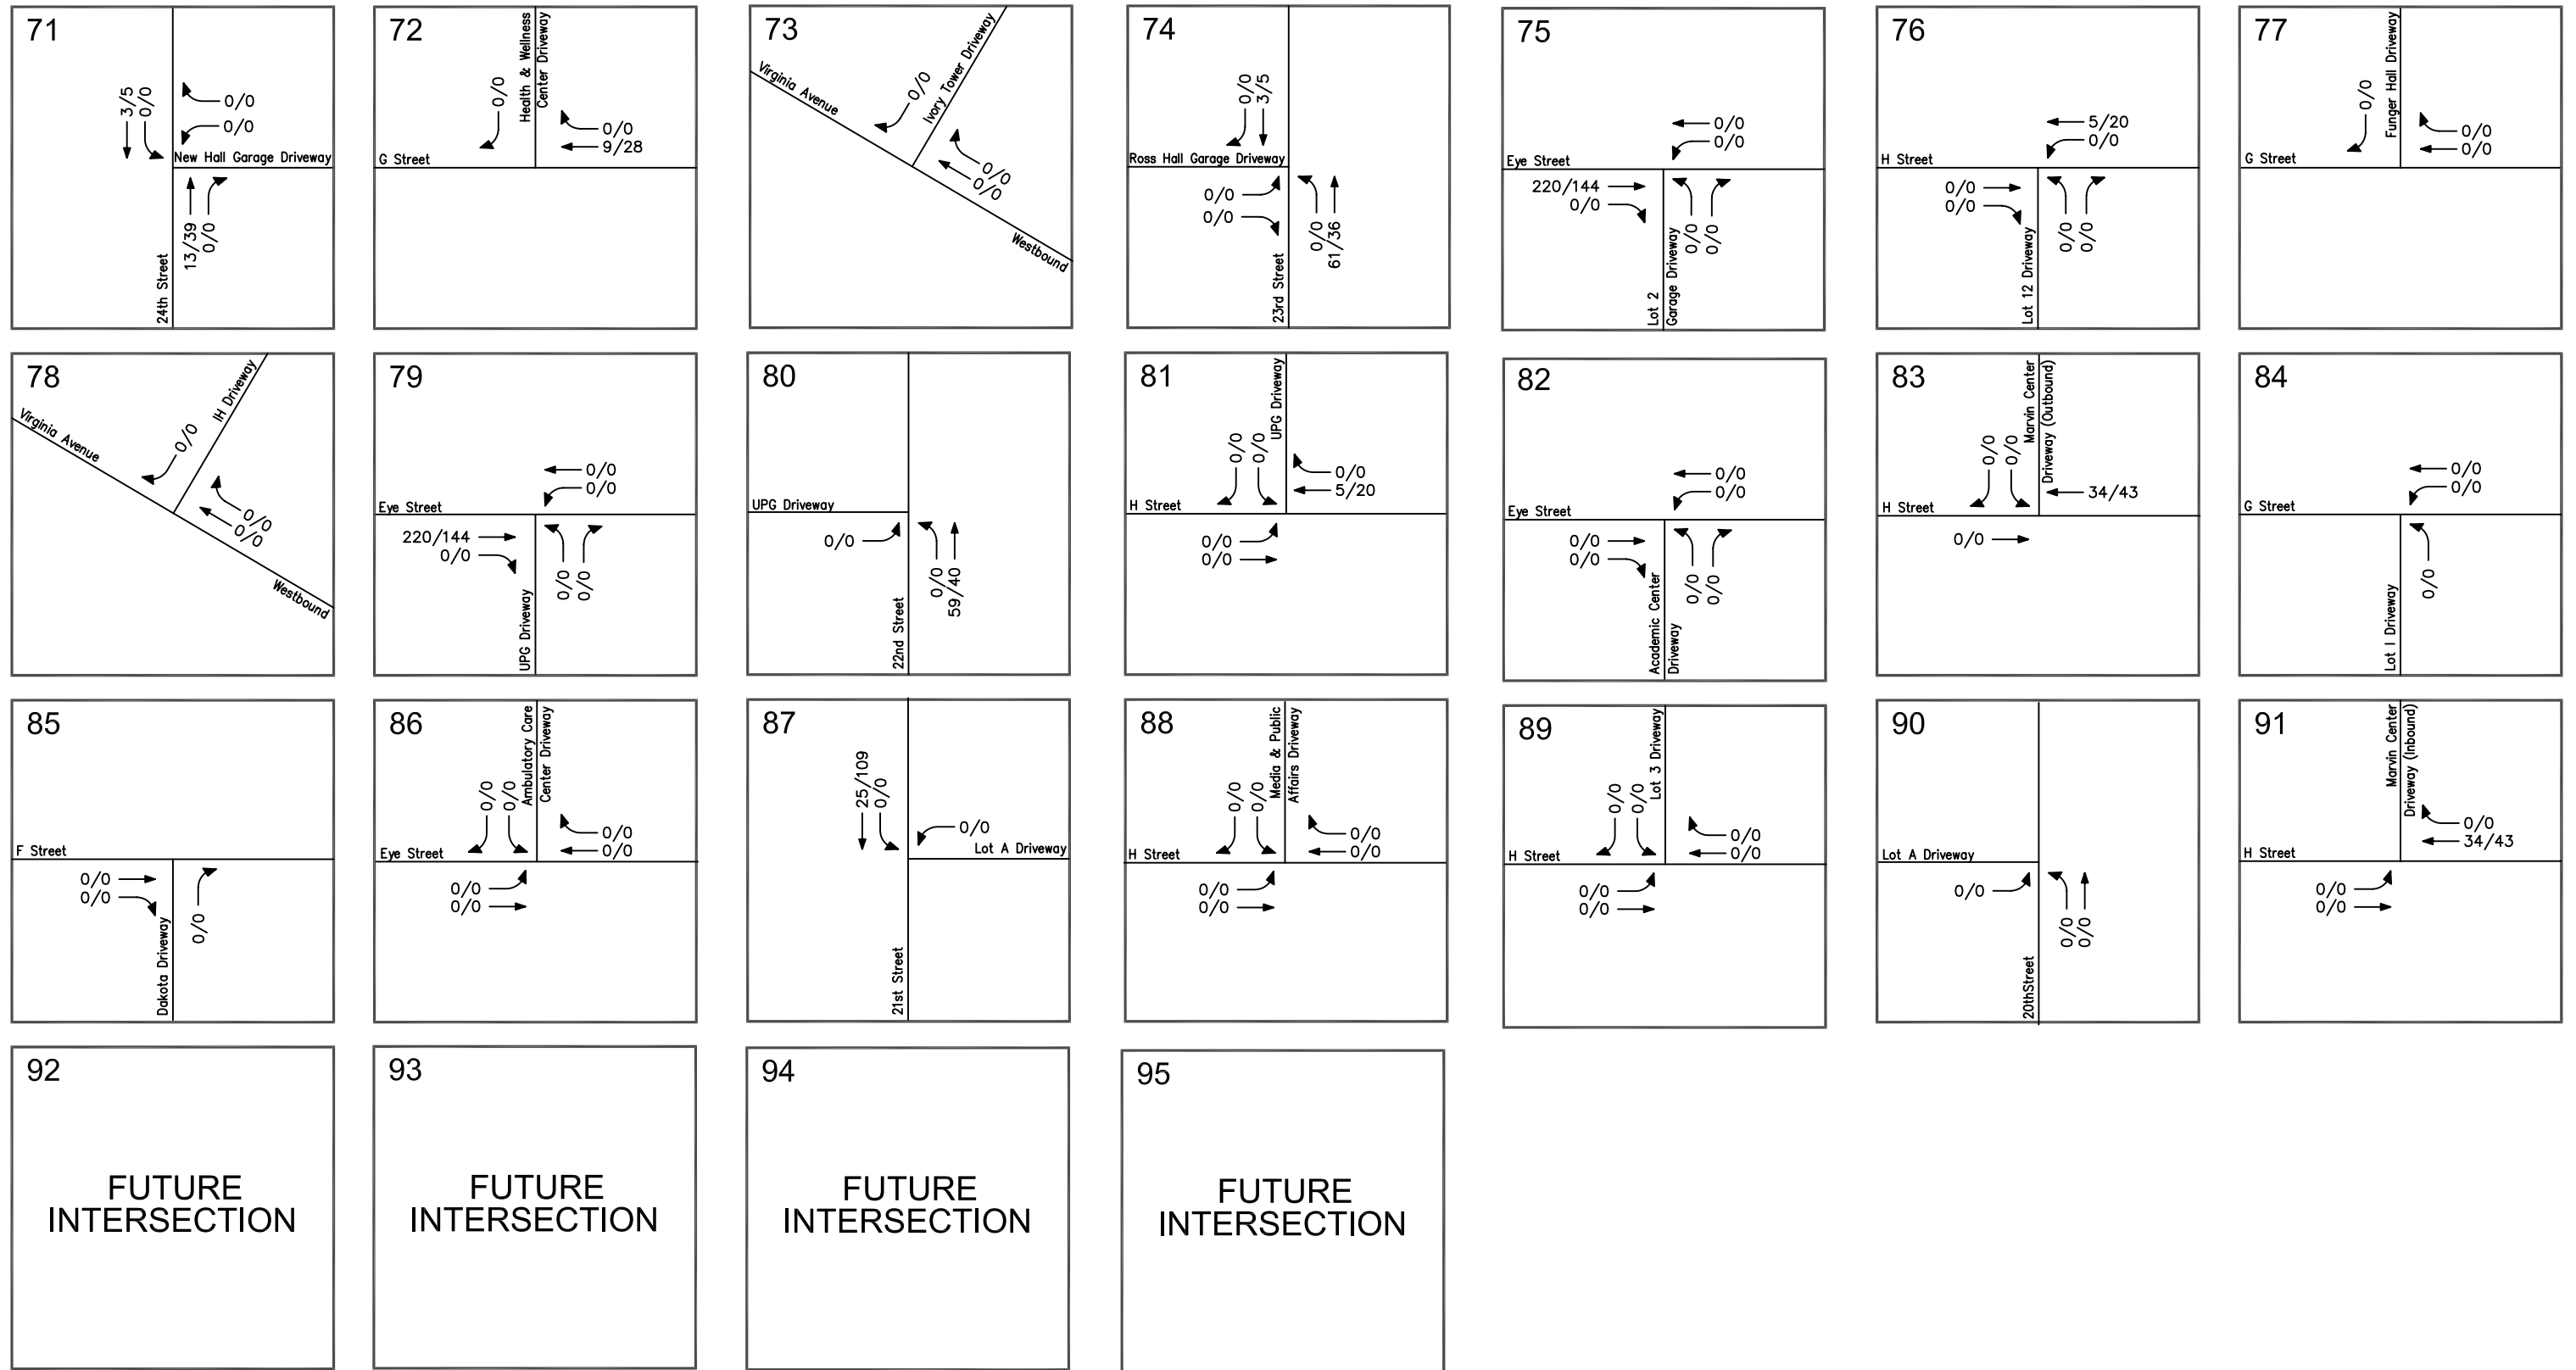 71
3/5
0/0
0/0
0/0
New Hall Garage Driveway
13/39
0/0
24th Street
72
Health & Wellness
Center Driveway
0/0
0/0
9/28
G Street
73
Virginia Avenue
Ivory Tower Driveway
0/0
0/0
0/0
Westbound
74
0/0
3/5
Ross Hall Garage Driveway
0/0
0/0
0/0
61/36
23rd Street
75
0/0
0/0
Eye Street
220/144
0/0
0/0
0/0
Lot 2
Garage Driveway
76
5/20
0/0
H Street
0/0
0/0
0/0
0/0
Lot 12 Driveway
77
Funger Hall Driveway
0/0
0/0
0/0
G Street
78
IH Driveway
Virginia Avenue
0/0
0/0
0/0
Westbound
79
0/0
0/0
Eye Street
220/144
0/0
0/0
0/0
UPG Driveway
80
UPG Driveway
0/0
0/0
59/40
22nd Street
81
UPG Driveway
0/0
0/0
0/0
5/20
H Street
0/0
0/0
82
0/0
0/0
Eye Street
0/0
0/0
0/0
0/0
Academic Center
Driveway
83
Marvin Center
Driveway (Outbound)
0/0
0/0
34/43
H Street
0/0
84
0/0
0/0
G Street
0/0
Lot I Driveway
85
F Street
0/0
0/0
0/0
Dakota Driveway
86
Ambulatory Care
Center Driveway
0/0
0/0
0/0
0/0
Eye Street
0/0
0/0
87
25/109
0/0
0/0
Lot A Driveway
21st Street
88
Media & Public
Affairs Driveway
0/0
0/0
0/0
0/0
H Street
0/0
0/0
89
Lot 3 Driveway
0/0
0/0
0/0
0/0
H Street
0/0
0/0
90
Lot A Driveway
0/0
0/0
0/0
20thStreet
91
Marvin Center
Driveway (Inbound)
0/0
34/43
H Street
0/0
0/0
92
FUTURE
INTERSECTION
93
FUTURE
INTERSECTION
94
FUTURE
INTERSECTION
95
FUTURE
INTERSECTION